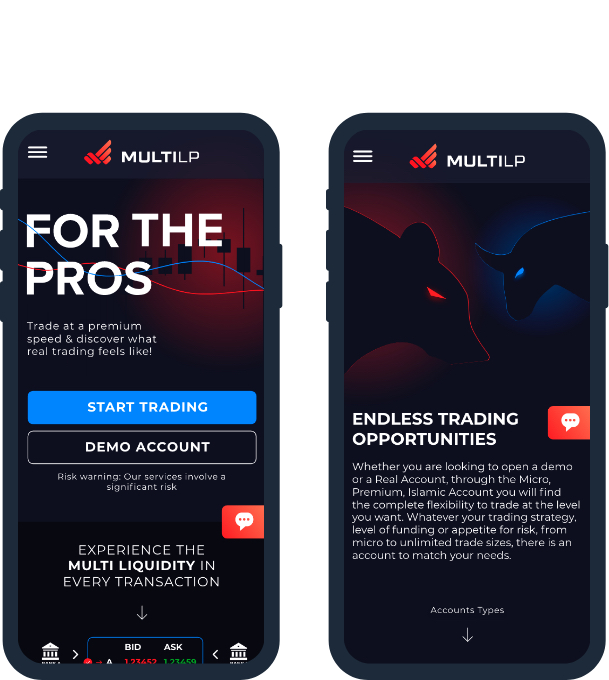 MULTILP
FOR THE
PROS
Trade at a premium
speed & discover what
real trading feels like!
START TRADING
DEMO ACCOUNT
Risk warning: Our services involve a
significant risk
EXPERIENCE THE
MULTI LIQUIDITY IN
EVERY TRANSACTION
BID ASK
A 1.23452 1.23459
MULTILP
ENDLESS TRADING
OPPORTUNITIES
Whether you are looking to open a demo
or a Real Account, through the Micro,
Premium, Islamic Account you will find
the complete flexibility to trade at the level
you want. Whatever your trading strategy,
level of funding or appetite for risk, from
micro to unlimited trade sizes, there is an
account to match your needs.
Accounts Types